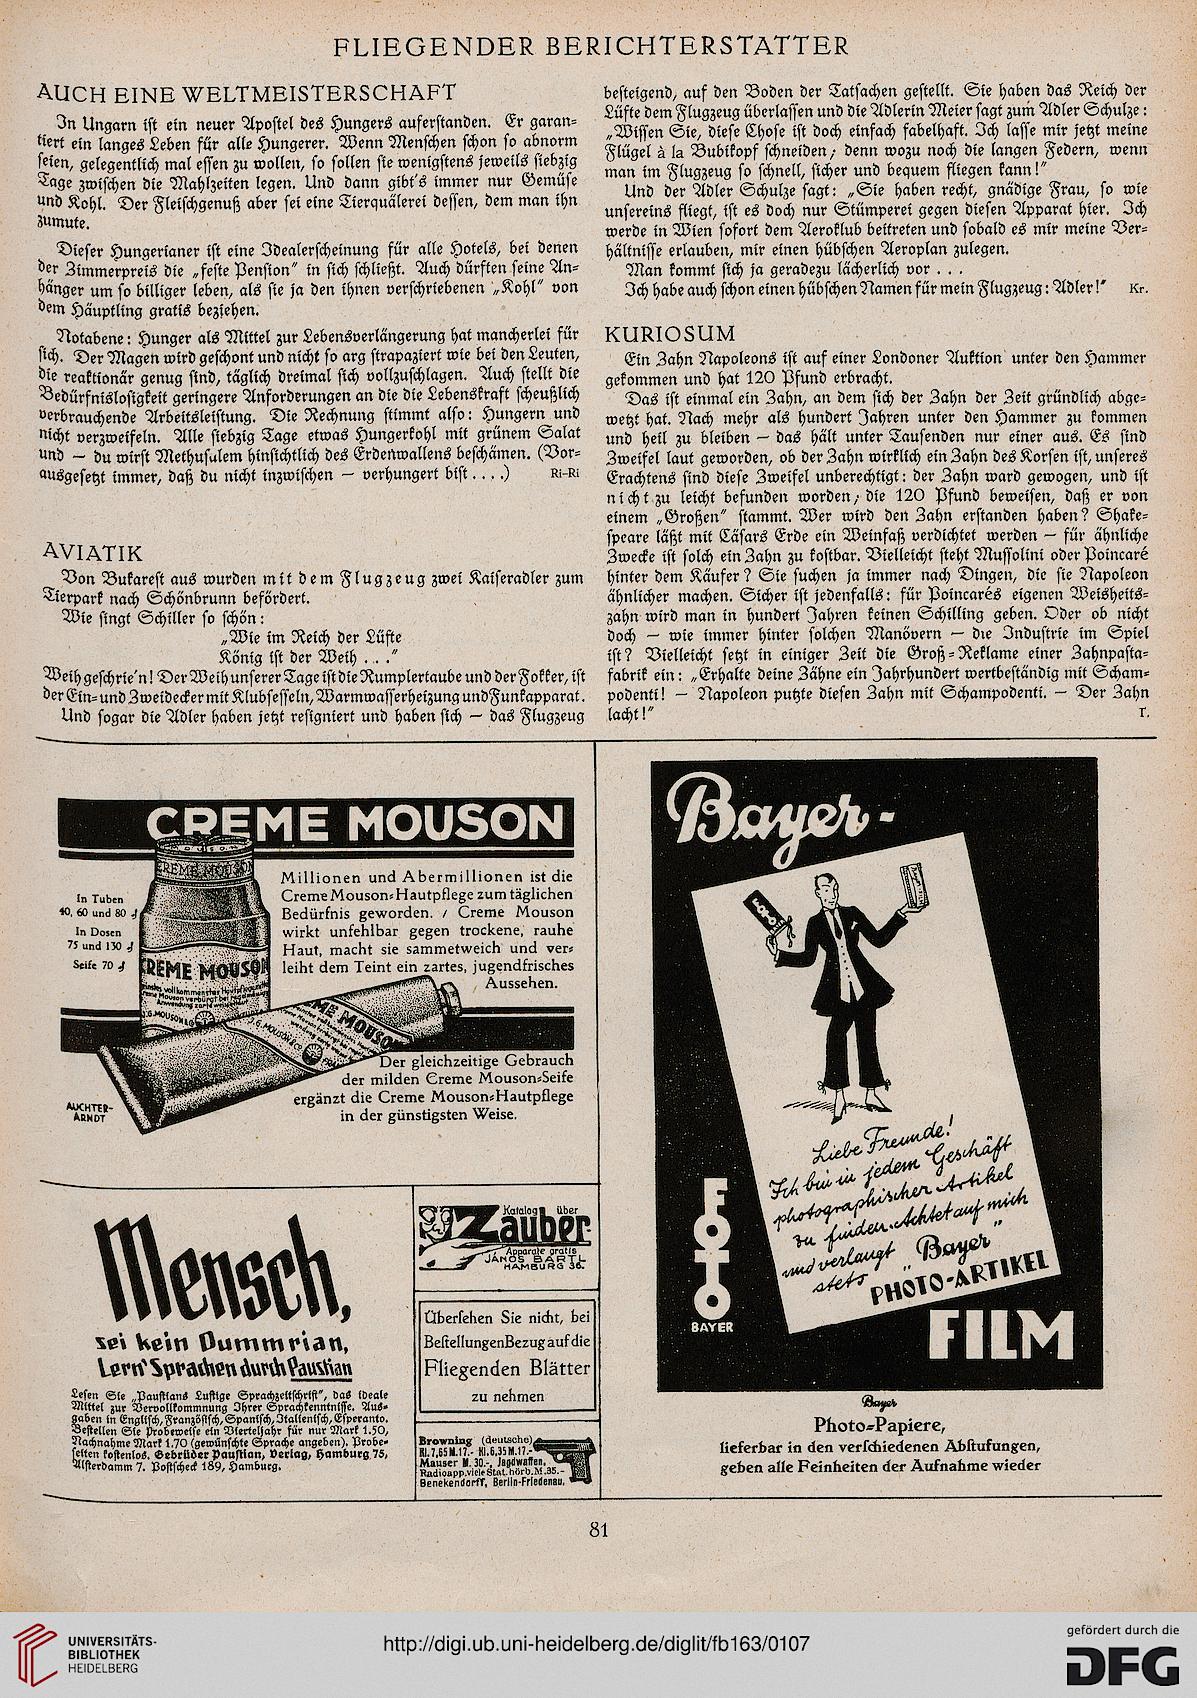 FLIEGENDER BERICHTERSTATTER
AUCH EINE WELTMEISTERSCHAFT
In Ungarn ist ein neuer Apostel des Hungers auferstanden. Er garan-
tiert ein langes Leben für alle Hungerer. Wenn Menschen schon so abnorm
seien, gelegentlich mal essen zu wollen, so sollen sie wenigstens jeweils siebzig
Tage zwischen die Mahlzeiten legen. Und dann gibt's immer nur Gemüse
und Kohl. Der Fleischgenuß aber sei eine Tierquälerei dessen, dem man ihn
zumute.
Dieser Hungerianer ist eine Idealerscheinung für alle Hotels, bei denen
der Zimmerpreis die „feste Pension" in sich schließt. Auch dürften seine An-
hänger um so billiger leben, als sie ja den ihnen verschriebenen „Kohl" von
dem Häuptling gratis beziehen.
Notabene: Hunger als Mittel zur Lebensverlängerung hat mancherlei für
sich. Der Magen wird geschont und nicht so arg strapaziert wie bei den Leuten,
die reaktionär genug sind, täglich dreimal sich vollzuschlagen. Auch stellt die
Bedürfnislosigkeit geringere Anforderungen an die die Lebenskraft scheußlich
verbrauchende Arbeitsleistung. Die Rechnung stimmt also: Hungern und
nicht verzweifeln. Alle siebzig Tage etwas Hungerkohl mit grünem Salat
und — du wirst Methusalem hinsichtlich des Erdenwallens beschämen. (Vor-
ausgesetzt immer, daß du nicht inzwischen — verhungert bist . . . .) Ri-Ri
AVIATIK
Von Bukarest aus wurden mit dem Flugzeug zwei Kaiseradler zum
Tierpark nach Schönbrunn befördert.
Wie singt Schiller so schön:
„Wie im Reich der Lüfte
König ist der Weih . . ."
Weih geschrie'n! Der Weih unserer Tage ist die Rumplertaube und der Fokker, ist
der Ein- und Zweidecker mit Klubsesseln, Warmwasserheizung und Funkapparat.
Und sogar die Adler haben jetzt resigniert und haben sich — das Flugzeug
besteigend, auf den Boden der Tatsachen gestellt. Sie haben das Reich der
Lüfte dem Flugzeug überlassen und die Adlerin Meier sagt zum Adler Schulze:
„Wissen Sie, diese Chose ist doch einfach fabelhaft. Ich lasse mir jetzt meine
Flügel à la Bubikopf schneiden; denn wozu noch die langen Federn, wenn
man im Flugzeug so schnell, sicher und bequem fliegen kann!"
Und der Adler Schulze sagt: „Sie haben recht, gnädige Frau, so wie
unsereins fliegt, ist es doch nur Stümperei gegen diesen Apparat hier. Ich
werde in Wien sofort dem Aeroklub beitreten und sobald es mir meine Ver-
hältnisse erlauben, mir einen hübschen Aeroplan zulegen.
Man kommt sich ja geradezu lächerlich vor . . .
Ich habe auch schon einen hübschen Namen für mein Flugzeug: Adler!" Kr.
KURIOSUM
Ein Zahn Napoleons ist auf einer Londoner Auktion unter den Hammer
gekommen und hat 120 Pfund erbracht.
Das ist einmal ein Zahn, an dem sich der Zahn der Zeit gründlich abge-
wetzt hat. Nach mehr als hundert Jahren unter den Hammer zu kommen
und heil zu bleiben — das hält unter Tausenden nur einer aus. Es sind
Zweifel laut geworden, ob der Zahn wirklich ein Zahn des Korsen ist, unseres
Erachtens sind diese Zweifel unberechtigt: der Zahn ward gewogen, und ist
nicht zu leicht befunden worden; die 120 Pfund beweisen, daß er von
einem „Großen" stammt. Wer wird den Zahn erstanden haben? Shake-
speare läßt mit Cäsars Erde ein Weinfaß verdichtet werden — für ähnliche
Zwecke ist solch ein Zahn zu kostbar. Vielleicht steht Mussolini oder Poincaré
hinter dem Käufer? Sie suchen ja immer nach Dingen, die sie Napoleon
ähnlicher machen. Sicher ist jedenfalls: für Poincarés eigenen Weisheits-
zahn wird man in hundert Jahren keinen Schilling geben. Oder ob nicht
doch — wie immer hinter solchen Manövern — die Industrie im Spiel
ist? Vielleicht setzt in einiger Zeit die Groß-Reklame einer Zahnpasta-
fabrik ein: „Erhalte deine Zähne ein Jahrhundert wertbeständig mit Scham-
podenti! — Napoleon putzte diesen Zahn mit Schampodenti. — Der Zahn
lacht!" r.
CREME MOUSON
Millionen und Abermillionen ist die
Creme Mouson-Hautpflege zum täglichen
Bedürfnis geworden. / Creme Mouson
wirkt unfehlbar gegen trockene, rauhe
Haut, macht sie sammetweich und ver-
leiht dem Teint ein zartes, jugendfrisches
Aussehen.
In Tuben
40, 60 und 80 ₰
In Dosen
75 und 130 ₰
Seife 70 ₰
CREME MOUSON
CREME MOUSON
Der gleichzeitige Gebrauch
der milden Creme Mouson-Seife
ergänzt die Creme Mouson-Hautpflege
in der günstigsten Weise.
AUCHTER-
ARNDT
Mensch,
sei kein Dummrian,
Lern' Sprachen durch Paustian
Lesen Sie „Paustians Lustige Sprachzeitschrift", das ideale
Mittel zur Vervollkommnung Ihrer Sprachkenntnisse. Aus-
gaben in Englisch, Französisch, Spanisch, Italienisch, Esperanto.
Bestellen Sie Probeweise ein Vierteljahr für nur Mark 1.50,
Nachnahme Mark 1.70 (gewünschte Sprache angeben). Probe-
seiten kostenlos. Gebrüder Paustian, Verlag, Hamburg 75,
Alsterdamm 7. Postscheck 189, Hamburg.
Katalog über
Zauber-
Apparate gratis
JÁNOS BARTL
HAMBURG 36.
Übersehen Sie nicht, bei
Bestellungen Bezug auf die
Fliegenden Blätter
zu nehmen
Browning (deutsche)
Kl. 7,65 M. 17.- Kl. 6,35 M. 17.-
Mauser M. 30.-, Jagdwaffen,
Radioapp. viele Stat. hörb. M. 35.-
Benekendorff, Berlin-Friedenau.
Bayer-
FOTO
Liebe Freunde!
Ich bin in jedem Geschäft
photographischer Artikel
zu finden. Achtet auf mich
und verlangt „Bayer"
stets PHOTO-ARTIKEL
FOTO
BAYER
FILM
Bayer
Photo-Papiere,
lieferbar in den verschiedenen Abstufungen,
geben alle Feinheiten der Aufnahme wieder
81
UNIVERSITÄTS-
BIBLIOTHEK
HEIDELBERG
http://digi.ub.uni-heidelberg.de/diglit/fb163/0107
gefördert durch die
DFG